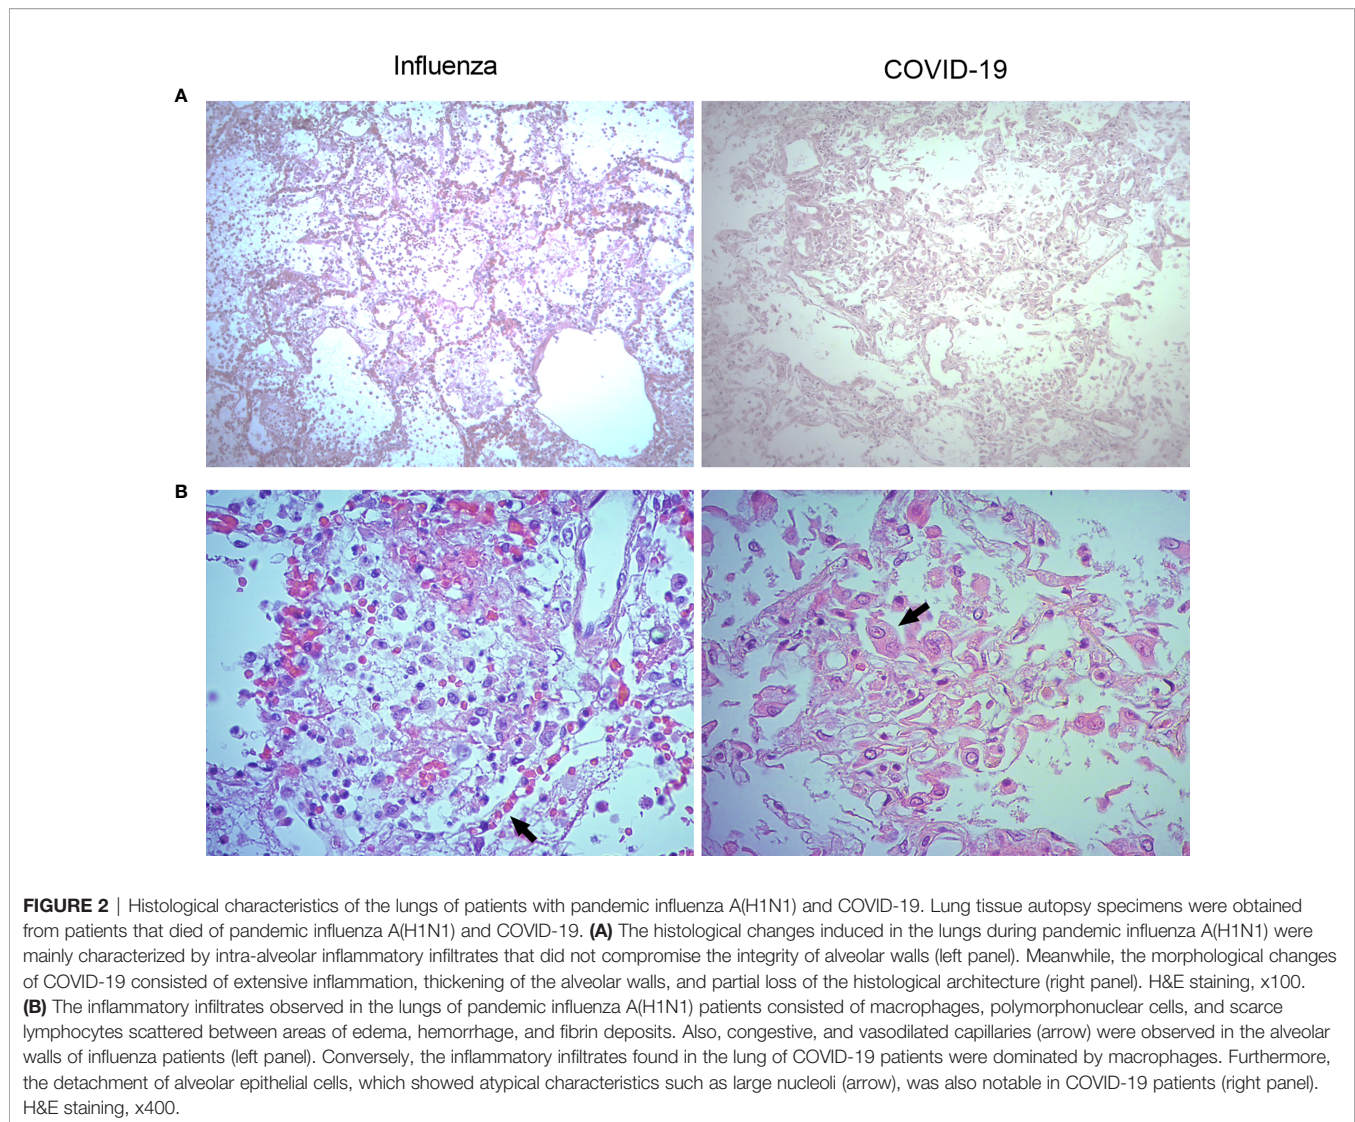 Influenza
COVID-19
A
B
FIGURE 2 | Histological characteristics of the lungs of patients with pandemic influenza A(H1N1) and COVID-19. Lung tissue autopsy specimens were obtained
from patients that died of pandemic influenza A(H1N1) and COVID-19. (A) The histological changes induced in the lungs during pandemic influenza A(H1N1) were
mainly characterized by intra-alveolar inflammatory infiltrates that did not compromise the integrity of alveolar walls (left panel). Meanwhile, the morphological changes
of COVID-19 consisted of extensive inflammation, thickening of the alveolar walls, and partial loss of the histological architecture (right panel). H&E staining, x100.
(B) The inflammatory infiltrates observed in the lungs of pandemic influenza A(H1N1) patients consisted of macrophages, polymorphonuclear cells, and scarce
lymphocytes scattered between areas of edema, hemorrhage, and fibrin deposits. Also, congestive, and vasodilated capillaries (arrow) were observed in the alveolar
walls of influenza patients (left panel). Conversely, the inflammatory infiltrates found in the lung of COVID-19 patients were dominated by macrophages. Furthermore,
the detachment of alveolar epithelial cells, which showed atypical characteristics such as large nucleoli (arrow), was also notable in COVID-19 patients (right panel).
H&E staining, x400.